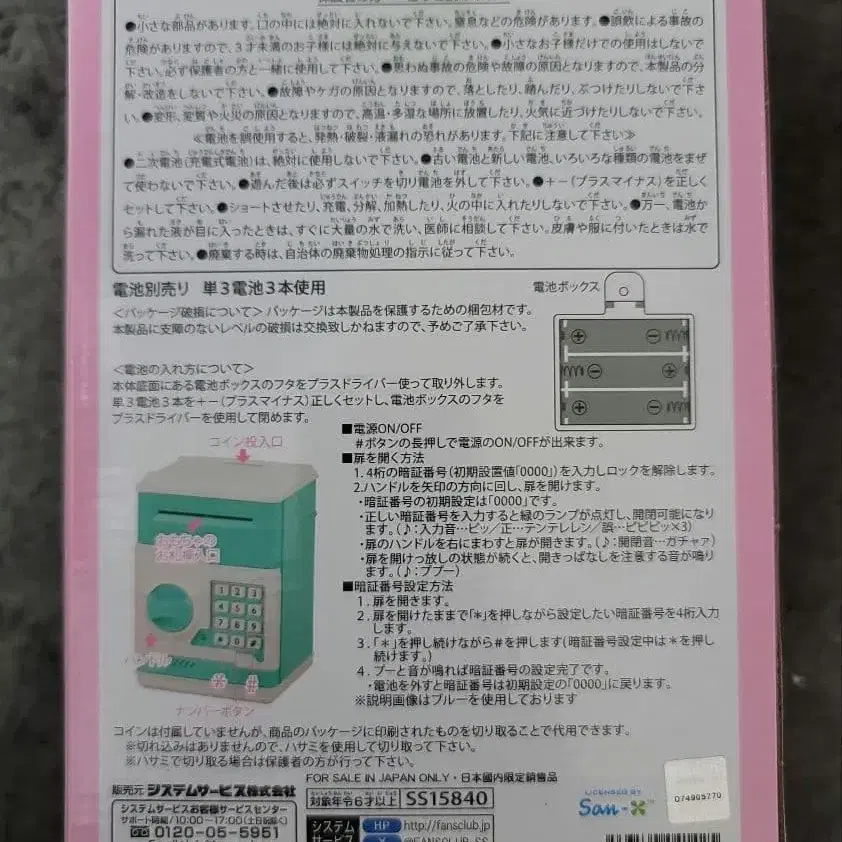 ●小さな部品があります。口の中には絶対に入れないで下さい。窒息などの危険があります。●誤飲による事故の
危険がありますので、3才未満のお子様には絶対に与えないで下さい。●小さなお子様だけでの使用はしないで
下さい。必ず保護者の方と一緒に使用して下さい。●思わぬ事故の危険や故障の原因となりますので、本製品の分
解・改造をしないで下さい。●故障やケガの原因となりますので、落としたり、踏んだり、ぶつけたりしないで下さ
い。●変形、変質や火災の原因となりますので、高温・多湿な場所に放置したり、火気に近づけたりしないで下さい。
≪電池を誤使用すると、発熱・破裂・液漏れの恐れがあります。下記に注意して下さい≫
●二次電池(充電式電池)は、絶対に使用しないで下さい。●古い電池と新しい電池、いろいろな種類の電池をまぜ
て使わないで下さい。●遊んだ後は必ずスイッチを切り電池を外して下さい。●+−(プラスマイナス)を正しく
セットして下さい。●ショートさせたり、充電、分解、加熱したり、火の中に入れたりしないで下さい。●万一、電池か
ら漏れた液が目に入ったときは、すぐに大量の水で洗い、医師に相談して下さい。皮膚や服に付いたときは水で
洗って下さい。●廃棄する時は、自治体の廃棄物処理の指示に従って下さい。
電池別売り 単3電池3本使用
電池ボックス
<パッケージ破損について> パッケージは本製品を保護するための梱包材です。
本製品に支障のないレベルの破損は交換致しかねますので、予めご了承下さい。
<電池の入れ方について>
本体底面にある電池ボックスのフタをプラスドライバー使って取り外します。
単3電池3本を+−(プラスマイナス)正しくセットし、電池ボックスのフタを
プラスドライバーを使用して閉めます。
コイン投入口
おもちゃの
お札挿入口
ハンドル
1 2 3
4 5 6
7 8 9
* 0 #
* #
ナンバーボタン
■電源ON/OFF
#ボタンの長押しで電源のON/OFFが出来ます。
■扉を開く方法
1. 4桁の暗証番号(初期設置値「0000」)を入力しロックを解除します。
2.ハンドルを矢印の方向に回し、扉を開けます。
・暗証番号の初期設定は「0000」です。
・正しい暗証番号を入力すると緑のランプが点灯し、開閉可能になり
ます。(♪:入力音…ピッ/正…テンテレレン/誤…ピピピッ×3)
・扉のハンドルを右にまわすと扉が開きます。(♪:開閉音…ガチャァ)
・扉を開けっ放しの状態が続くと、開きっぱなしを注意する音が鳴り
ます。(♪:ブブー)
■暗証番号設定方法
1. 扉を開きます。
2. 扉を開けたままで「*」を押しながら設定したい暗証番号を4桁入力
します。
3. 「*」を押し続けながら#を押します(暗証番号設定中は*を押し
続けます。)
4. ブーと音が鳴れば暗証番号の設定完了です。
・電池を外すと暗証番号は初期設定の「0000」に戻ります。
※説明画像はブルーを使用しております
コインは付属していませんが、商品のパッケージに印刷されたものを切り取ることで代用できます。
※切れ込みはありませんので、ハサミを使用して切り取って下さい。
※ハサミで切り取る場合は保護者の方が行って下さい。
FOR SALE IN JAPAN ONLY・日本国内限定销售品
販売元 システムサービス株式会社
システムサービスお客様サービスセンター
サポート時間/10:00〜17:00(土日祝除く)
0120-05-5951
対象年令6才以上 SS15840
システム
サービス
HP http://fansclub.jp
X @FANSCLUB_SS
LICENSED BY
San-X
D74905770